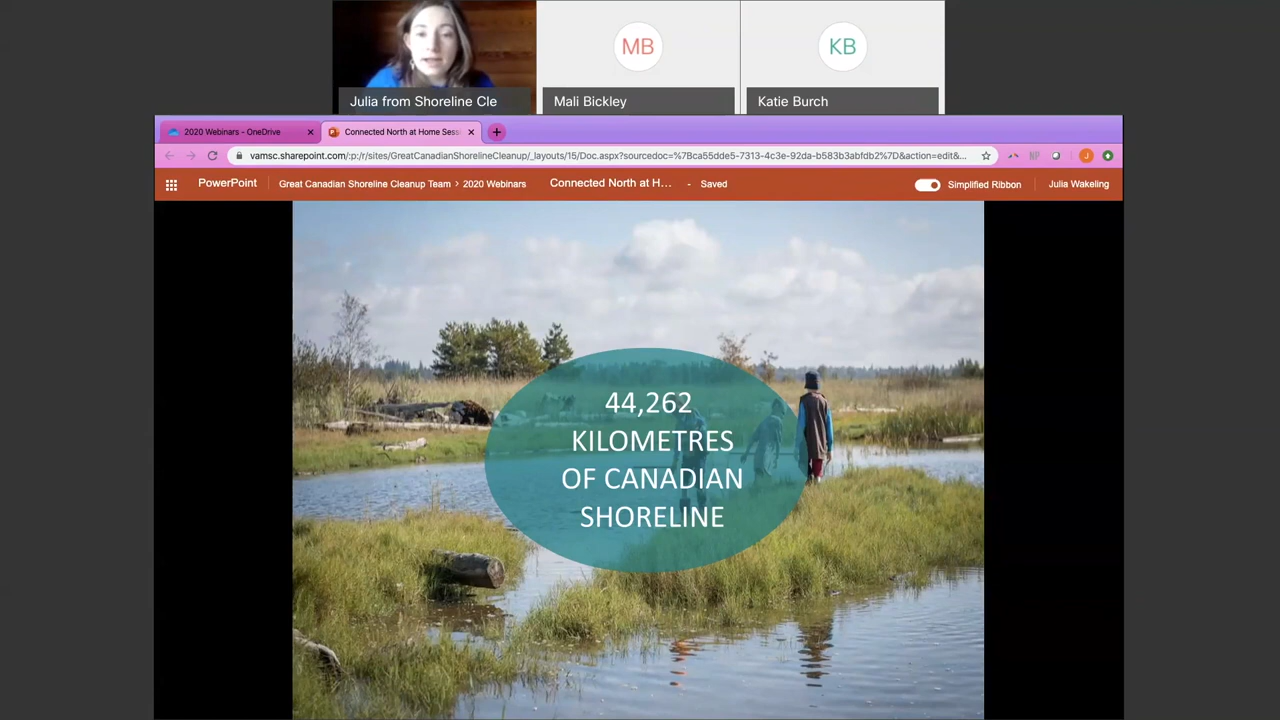 MB
KB
Julia from Shoreline Cle
Mali Bickley
Katie Burch
2020 Webinars - OneDrive
Connected North at Home Sess
vamsc.sharepoint.com/:p:/r/sites/GreatCanadianShorelineCleanup/_layouts/15/Doc.aspx?sourcedoc=%7Bca55dde5-7313-4c3e-92da-b583b3abfdb2%7D&action=edit&...
NP
J
PowerPoint
Great Canadian Shoreline Cleanup Team > 2020 Webinars
Connected North at H... - Saved
Simplified Ribbon
Julia Wakeling
44,262
KILOMETRES
OF CANADIAN
SHORELINE